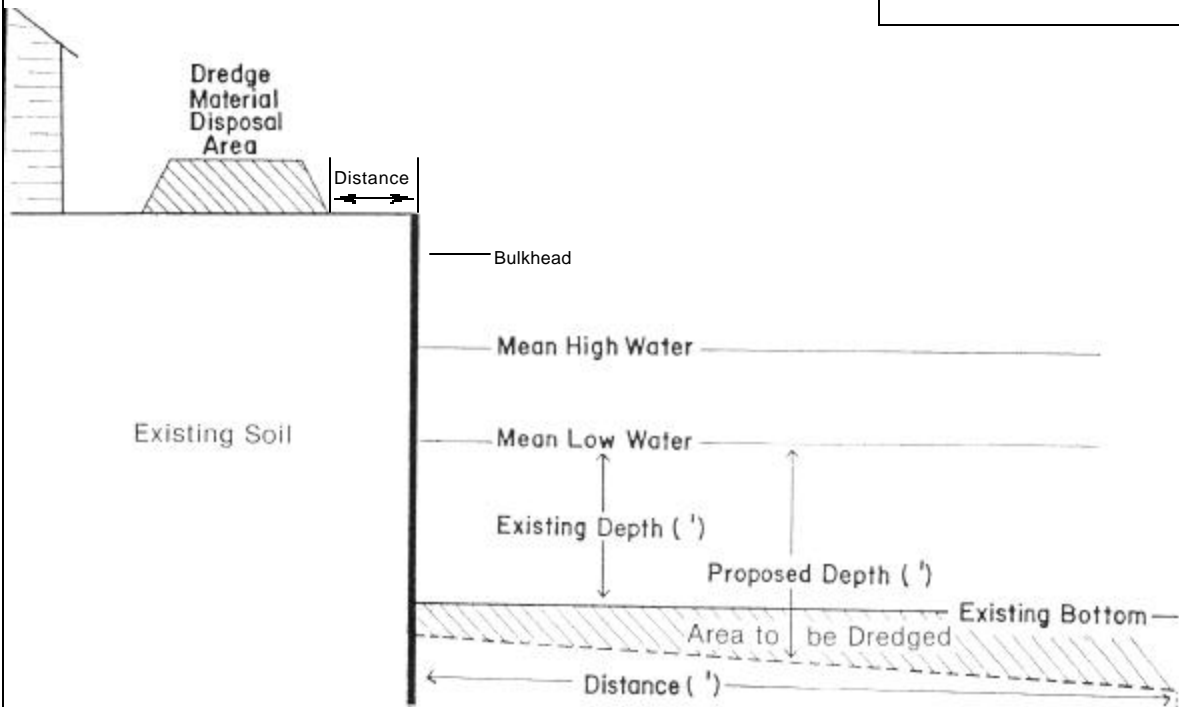 Dredge
Material
Disposal
Area
Distance
Bulkhead
Mean High Water
Existing Soil
Mean Low Water
Existing Depth ( ')
Proposed Depth ( ')
Existing Bottom
Area to be Dredged
Distance ( ')